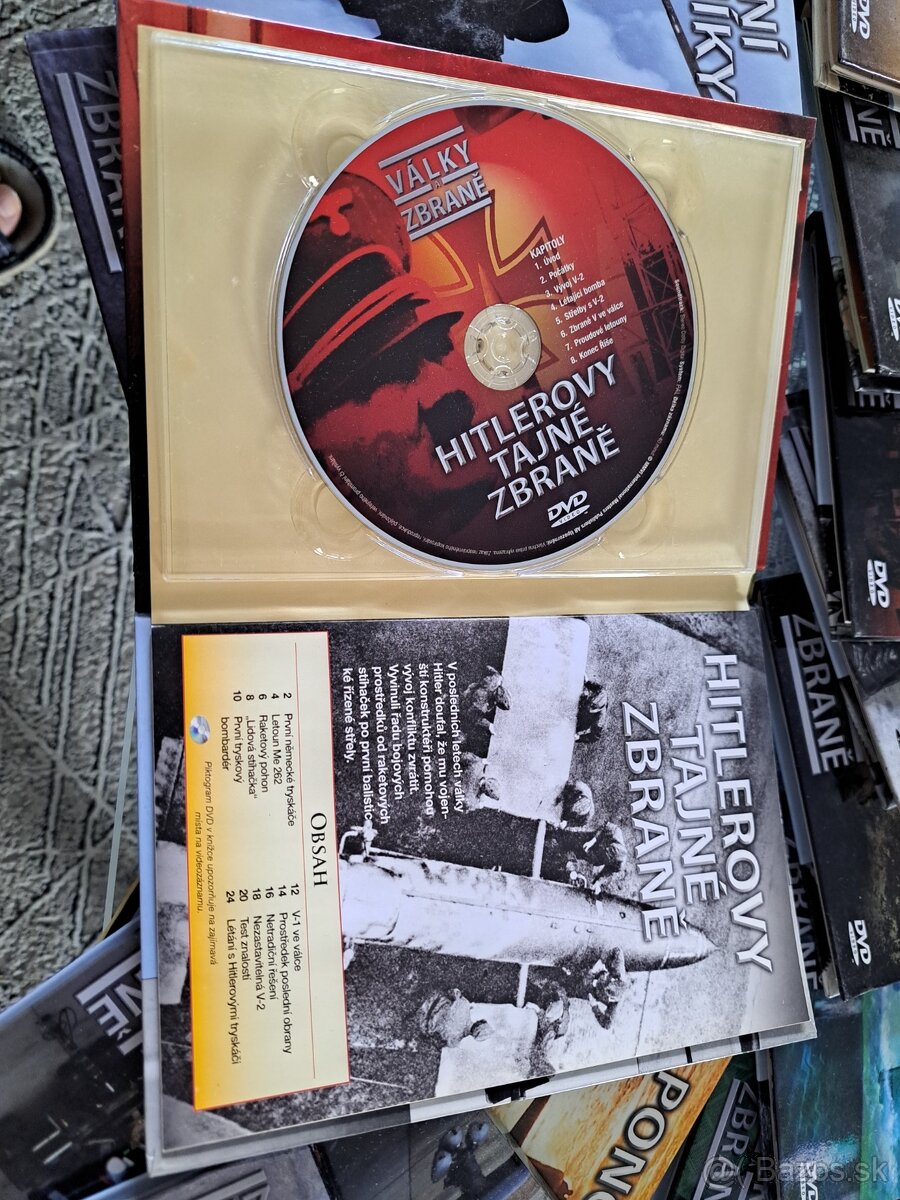 VÁLKY
A
ZBRANĚ
KAPITOLY
1. Úvod
2. Počátky
3. Vývoj V-2
4. Létající bomba
5. Střelby s V-2
6. Zbraně V ve válce
7. Proudové letouny
8. Konec Říše
HITLEROVY
TAJNÉ
ZBRANĚ
DVD
VIDEO
HITLEROVY
TAJNÉ
ZBRANĚ
V posledních letech války
Hitler doufal, že mu vojen-
ští konstruktéři pomohou
vývoj konfliktu zvrátit.
Vyvinuli řadu bojových
prostředků od raketových
stíhaček po první balistic-
ké řízené střely.
OBSAH
2 První německé tryskáče
4 Letoun Me 262
6 Raketový pohon
8 „Lidová stíhačka“
10 První tryskový
bombardér
12 V-1 ve válce
14 Prostředek poslední obrany
16 Netradiční řešení
18 Nezastavitelná V-2
20 Test znalostí
24 Létání s Hitlerovými tryskáči
Piktogram DVD v knížce upozorňuje na zajímavá
místa na videozáznamu.
NÍ
ÍKY
DVD
DVD
ZBRANĚ
DVD
ZBRANĚ
DVD
PONO
Bazos.sk